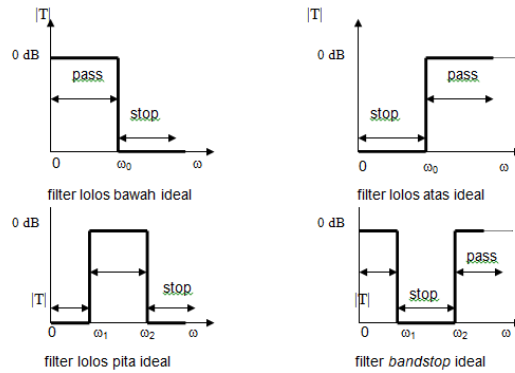 |T|
0 dB
pass
stop
0
ω0
ω
filter lolos bawah ideal
|T|
0 dB
pass
stop
0
ω0
ω
filter lolos atas ideal
0 dB
stop
|T|
0
ω1
ω2
ω
filter lolos pita ideal
0 dB
pass
stop
|T|
0
ω1
ω2
ω
filter bandstop ideal